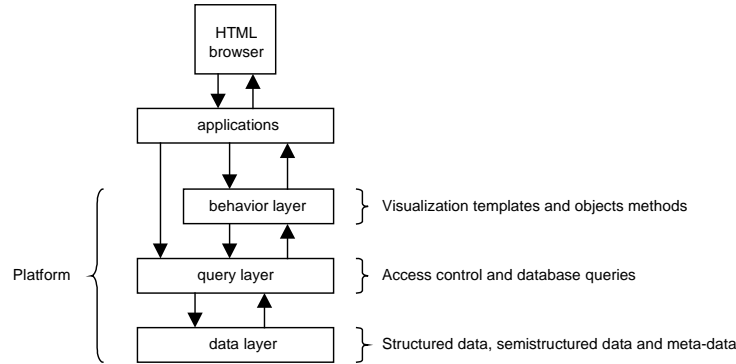 HTML
browser
applications
behavior layer
Visualization templates and objects methods
Platform
query layer
Access control and database queries
data layer
Structured data, semistructured data and meta-data